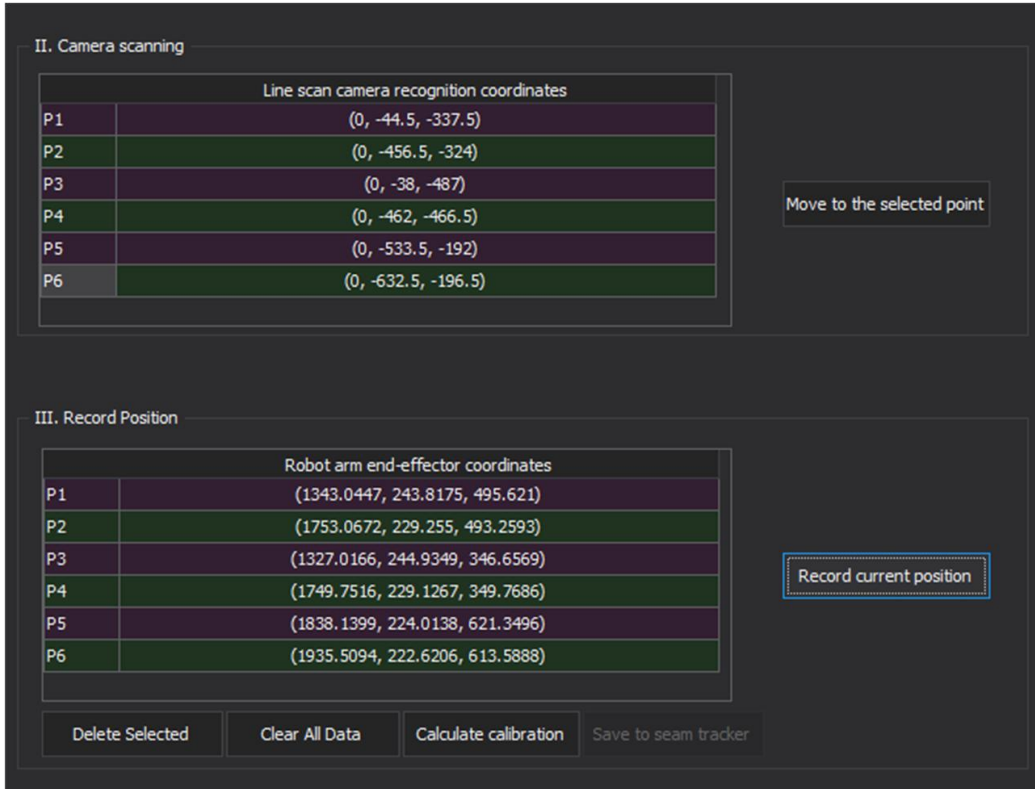 II. Camera scanning
Line scan camera recognition coordinates
P1 (0, -44.5, -337.5)
P2 (0, -456.5, -324)
P3 (0, -38, -487)
P4 (0, -462, -466.5)
P5 (0, -533.5, -192)
P6 (0, -632.5, -196.5)
Move to the selected point
III. Record Position
Robot arm end-effector coordinates
P1 (1343.0447, 243.8175, 495.621)
P2 (1753.0672, 229.255, 493.2593)
P3 (1327.0166, 244.9349, 346.6569)
P4 (1749.7516, 229.1267, 349.7686)
P5 (1838.1399, 224.0138, 621.3496)
P6 (1935.5094, 222.6206, 613.5888)
Record current position
Delete Selected Clear All Data Calculate calibration Save to seam tracker